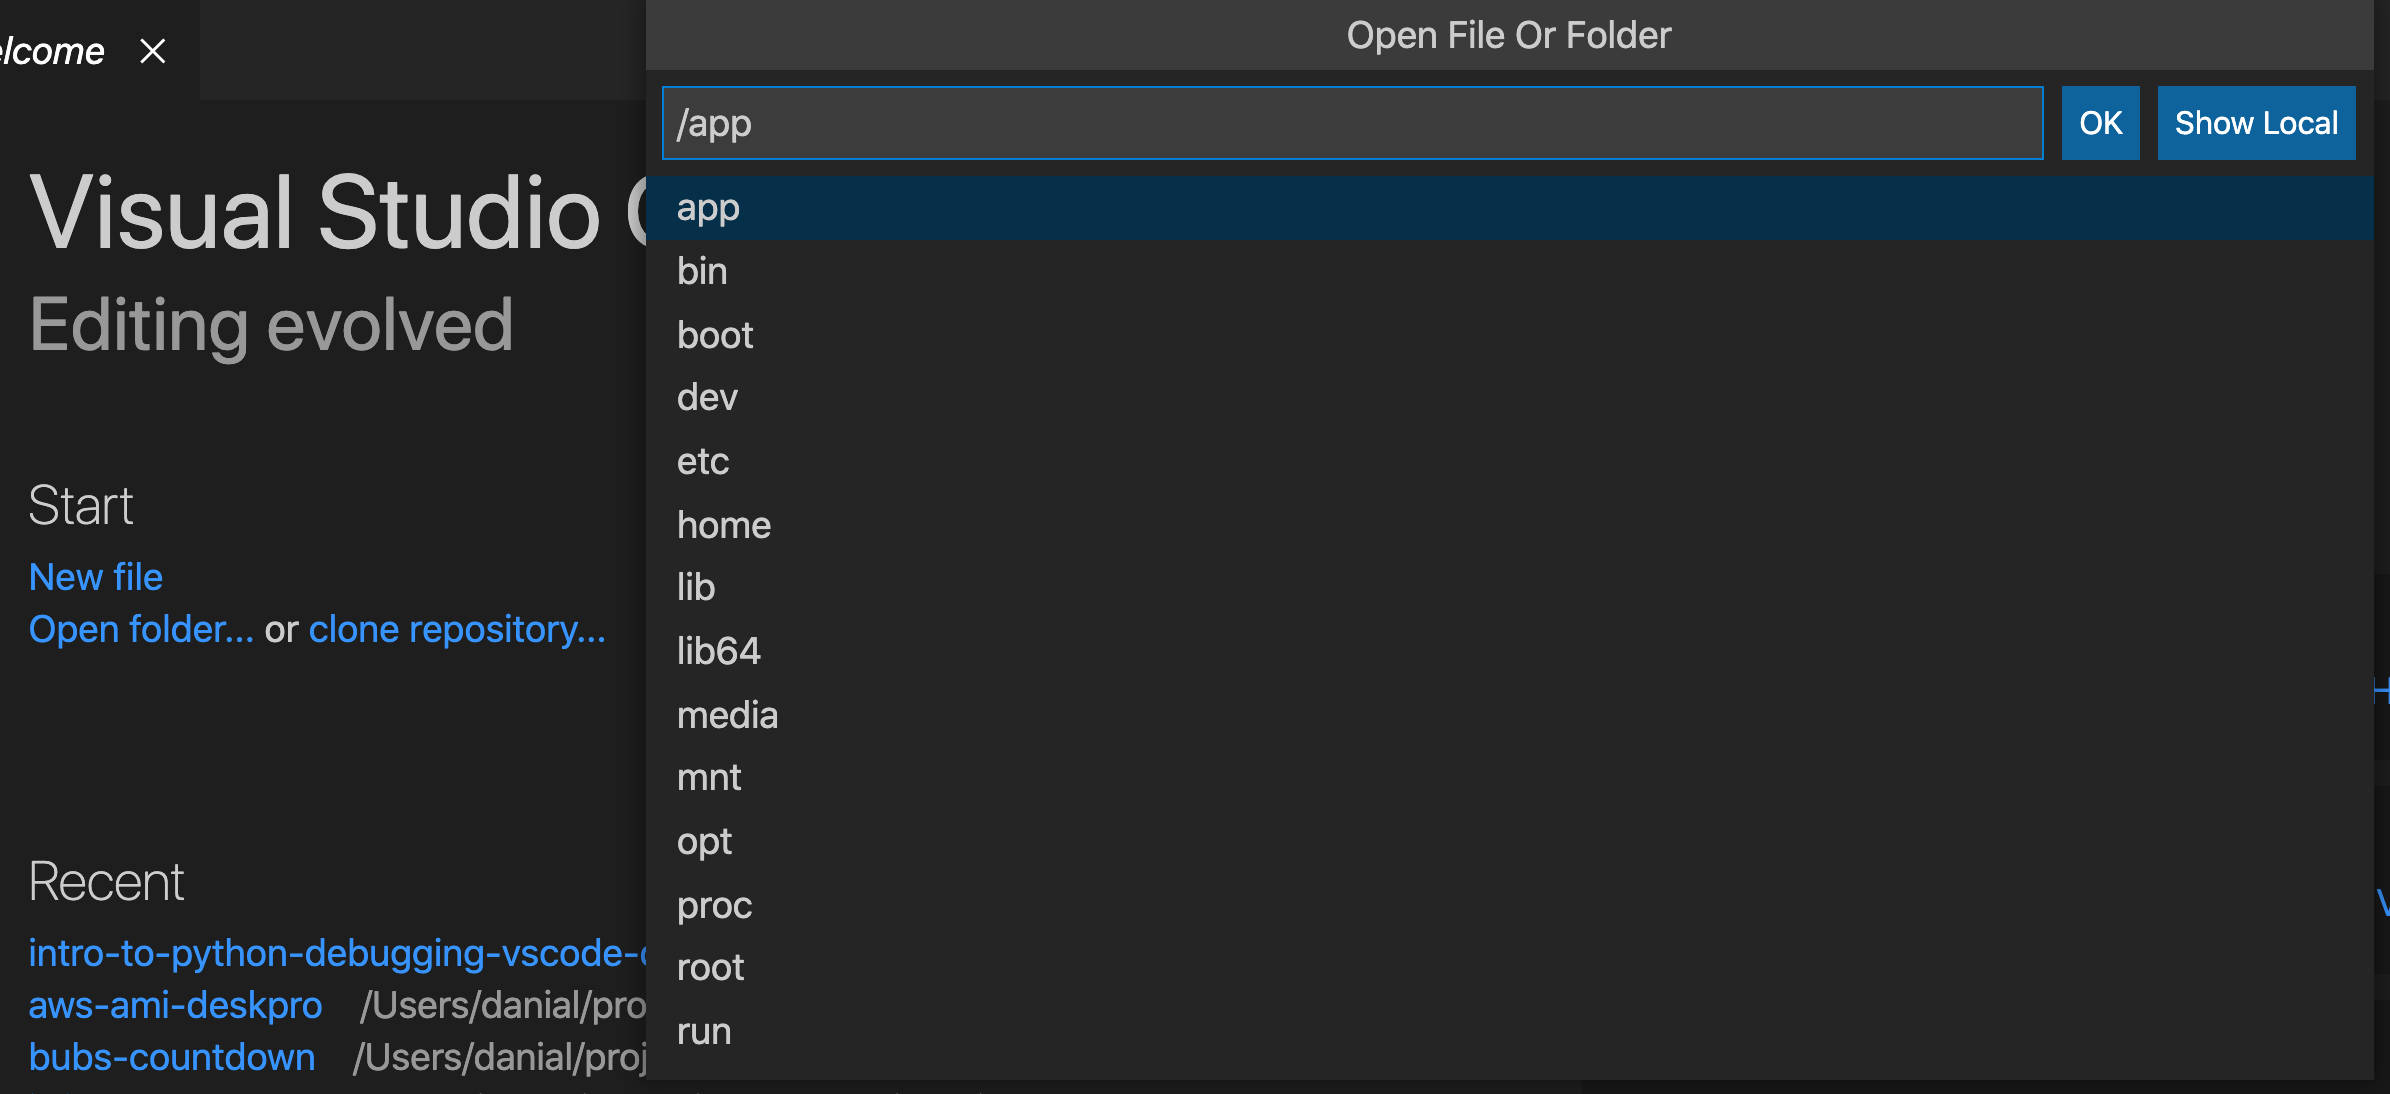 elcome
Open File Or Folder
/app
OK
Show Local
app
bin
boot
dev
etc
home
lib
lib64
media
mnt
opt
proc
root
run
Visual Studio
Editing evolved
Start
New file
Open folder... or clone repository...
Recent
intro-to-python-debugging-vscode-
aws-ami-deskpro /Users/danial/pro
bubs-countdown /Users/danial/proj